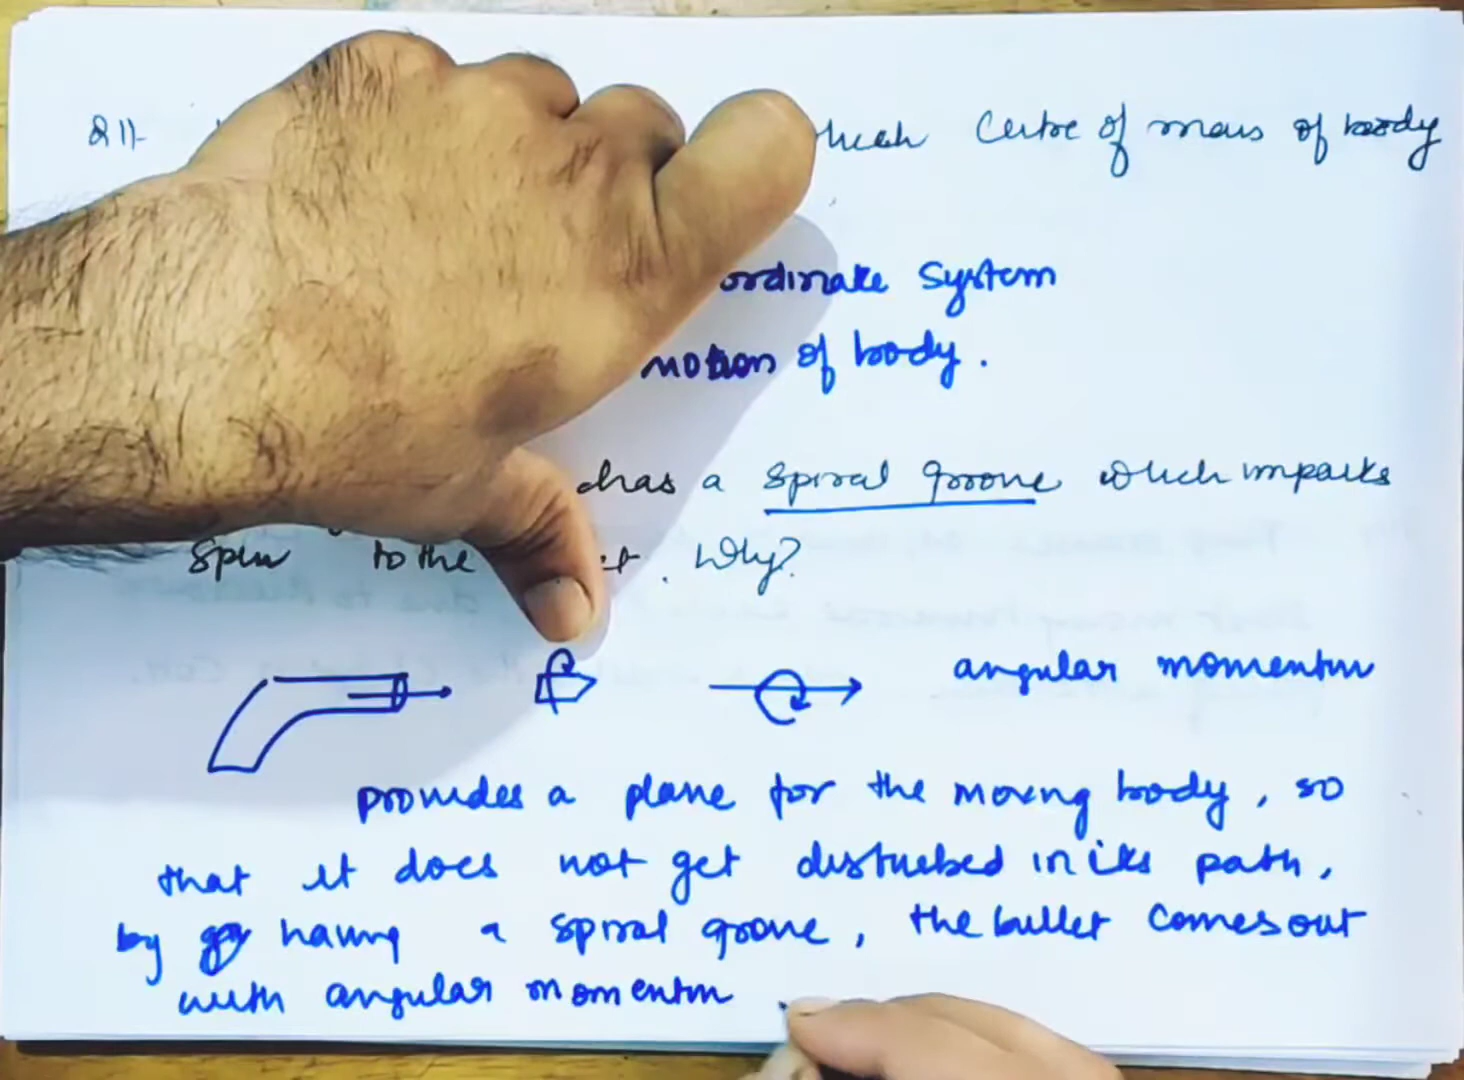 211- which Centre of mass of body
ordinate system
motion of body.
has a spiral groove which imparts
spin to the . Why?
angular momentum
provides a plane for the moving body, so
that it does not get disturbed in its path,
by having a spiral groove, the bullet comes out
with angular momentum